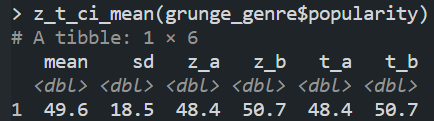 > z_t_ci_mean(grunge_genre$popularity)
# A tibble: 1 × 6
mean sd z_a z_b t_a t_b
<dbl> <dbl> <dbl> <dbl> <dbl> <dbl>
1 49.6 18.5 48.4 50.7 48.4 50.7